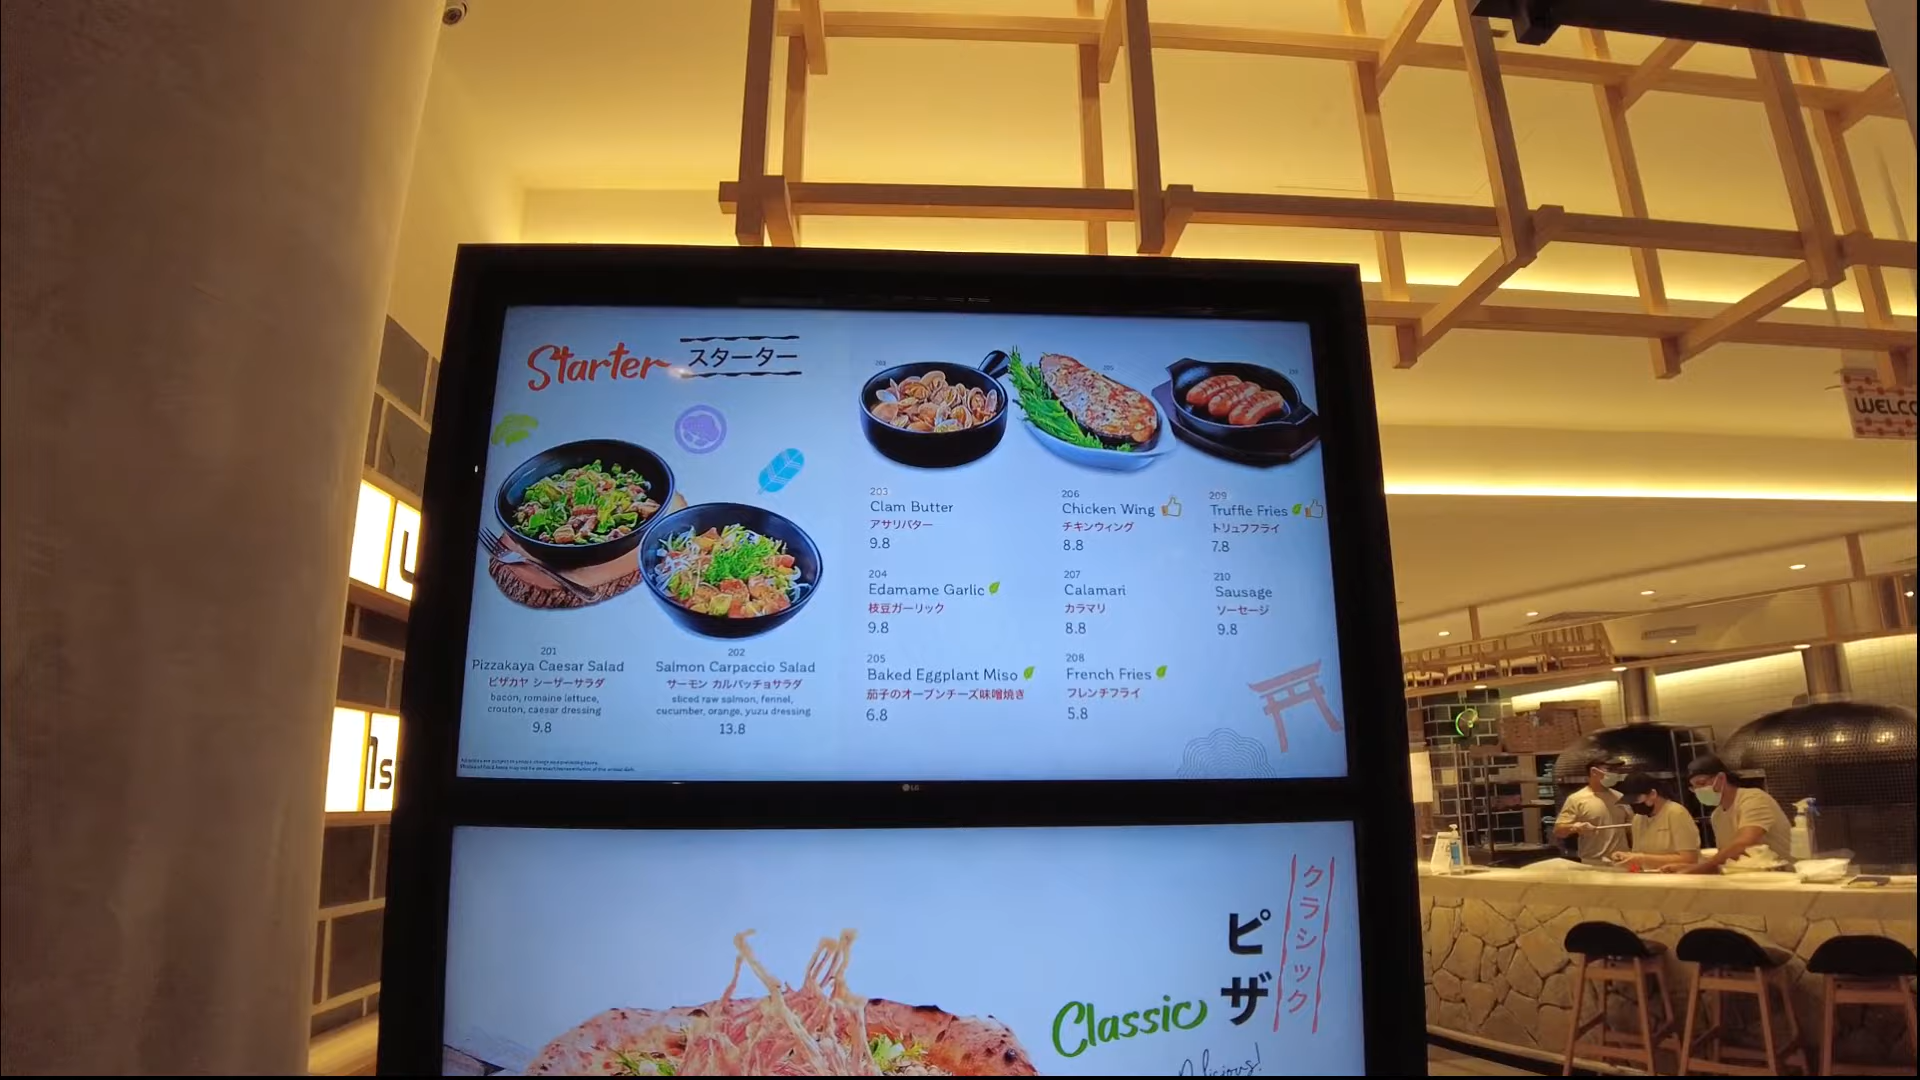 Starter スターター
203
205
210
201
Pizzakaya Caesar Salad
ピザカヤ シーザーサラダ
bacon, romaine lettuce,
crouton, caesar dressing
9.8
202
Salmon Carpaccio Salad
サーモン カルパッチョサラダ
sliced raw salmon, fennel,
cucumber, orange, yuzu dressing
13.8
203
Clam Butter
アサリバター
9.8
204
Edamame Garlic
枝豆ガーリック
9.8
205
Baked Eggplant Miso
茄子のオーブンチーズ味噌焼き
6.8
206
Chicken Wing
チキンウィング
8.8
207
Calamari
カラマリ
8.8
208
French Fries
フレンチフライ
5.8
209
Truffle Fries
トリュフフライ
7.8
210
Sausage
ソーセージ
9.8
LG
クラシック
ピザ
Classic
WELCO